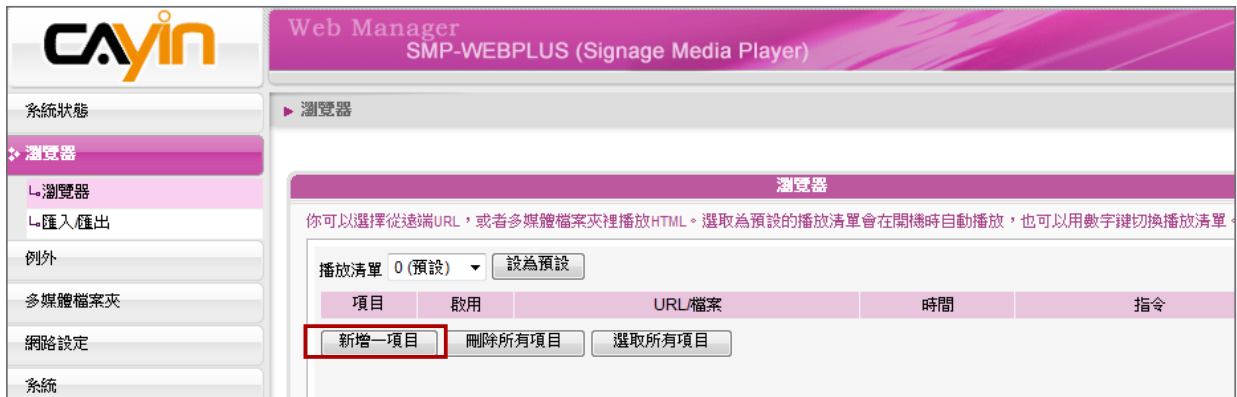 CAYIN
Web Manager
SMP-WEBPLUS (Signage Media Player)
系統狀態
瀏覽器
瀏覽器
匯入/匯出
例外
多媒體檔案夾
網路設定
系統
瀏覽器
瀏覽器
你可以選擇從遠端URL，或者多媒體檔案夾裡播放HTML。選取為預設的播放清單會在開機時自動播放，也可以用數字鍵切換播放清單。
播放清單 0 (預設) 設為預設
項目 啟用 URL/檔案 時間 指令
新增一項目 刪除所有項目 選取所有項目